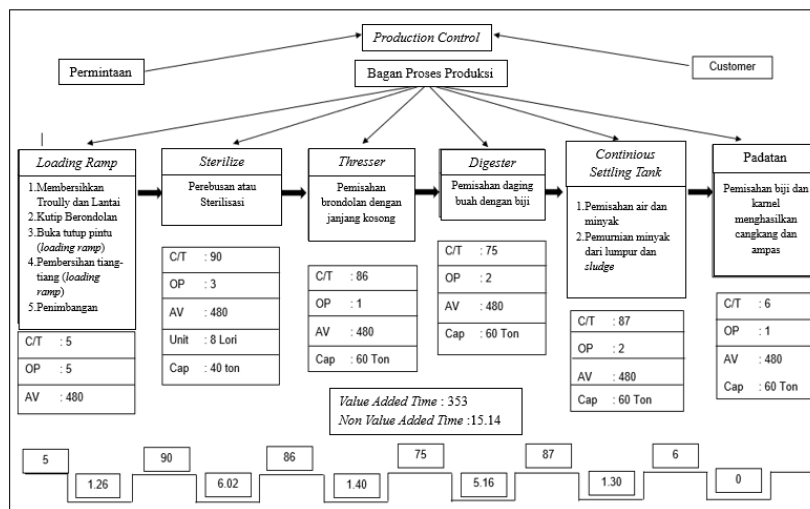 Production Control
Permintaan
Bagan Proses Produksi
Customer
Loading Ramp
1.Membersihkan
Troully dan Lantai
2.Kutip Berondolan
3.Buka tutup pintu
(loading ramp)
4.Pembersihan tiang-
tiang (loading
ramp)
5.Penimbangan
C/T : 5
OP : 5
AV : 480
Sterilize
Perebusan atau
Sterilisasi
C/T : 90
OP : 3
AV : 480
Unit : 8 Lori
Cap : 40 ton
Thresser
Pemisahan
brondolan dengan
janjang kosong
C/T : 86
OP : 1
AV : 480
Cap : 60 Ton
Digester
Pemisahan daging
buah dengan biji
C/T : 75
OP : 2
AV : 480
Cap : 60 Ton
Continious
Settling Tank
1.Pemisahan air dan
minyak
2.Pemurnian minyak
dari lumpur dan
sludge
C/T : 87
OP : 2
AV : 480
Cap : 60 Ton
Padatan
Pemisahan biji dan
karnel
menghasilkan
cangkang dan
ampas
C/T : 6
OP : 1
AV : 480
Cap : 60 Ton
Value Added Time : 353
Non Value Added Time :15.14
5
90
86
75
87
6
1.26
6.02
1.40
5.16
1.30
0